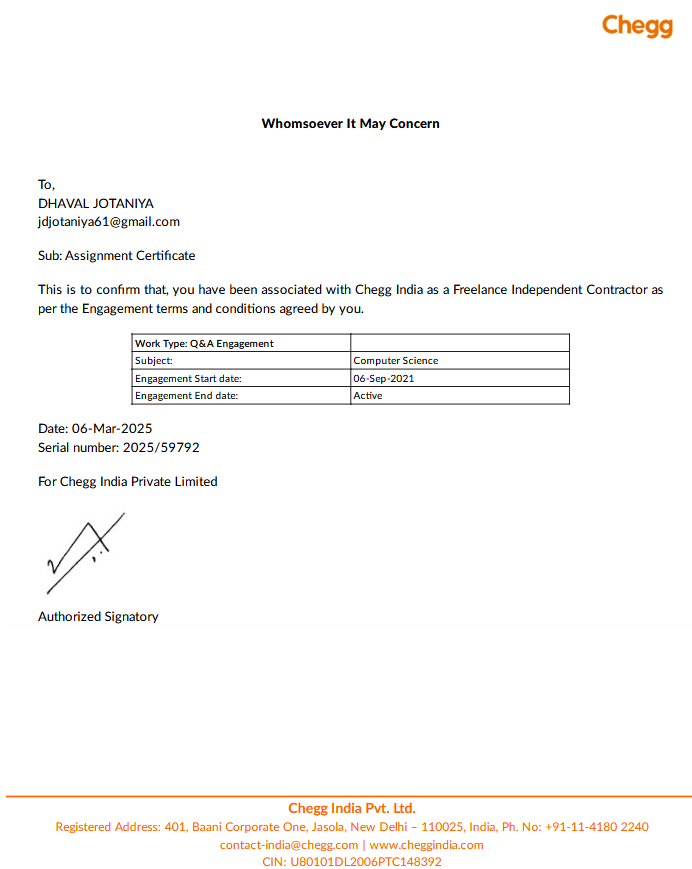 Chegg
Whomsoever It May Concern
To,
DHAVAL JOTANIYA
jdjotaniya61@gmail.com
Sub: Assignment Certificate
This is to confirm that, you have been associated with Chegg India as a Freelance Independent Contractor as
per the Engagement terms and conditions agreed by you.
Work Type: Q&A Engagement
Subject: Computer Science
Engagement Start date: 06-Sep-2021
Engagement End date: Active
Date: 06-Mar-2025
Serial number: 2025/59792
For Chegg India Private Limited
Authorized Signatory
Chegg India Pvt. Ltd.
Registered Address: 401, Baani Corporate One, Jasola, New Delhi – 110025, India, Ph. No: +91-11-4180 2240
contact-india@chegg.com | www.cheggindia.com
CIN: U80101DL2006PTC148392